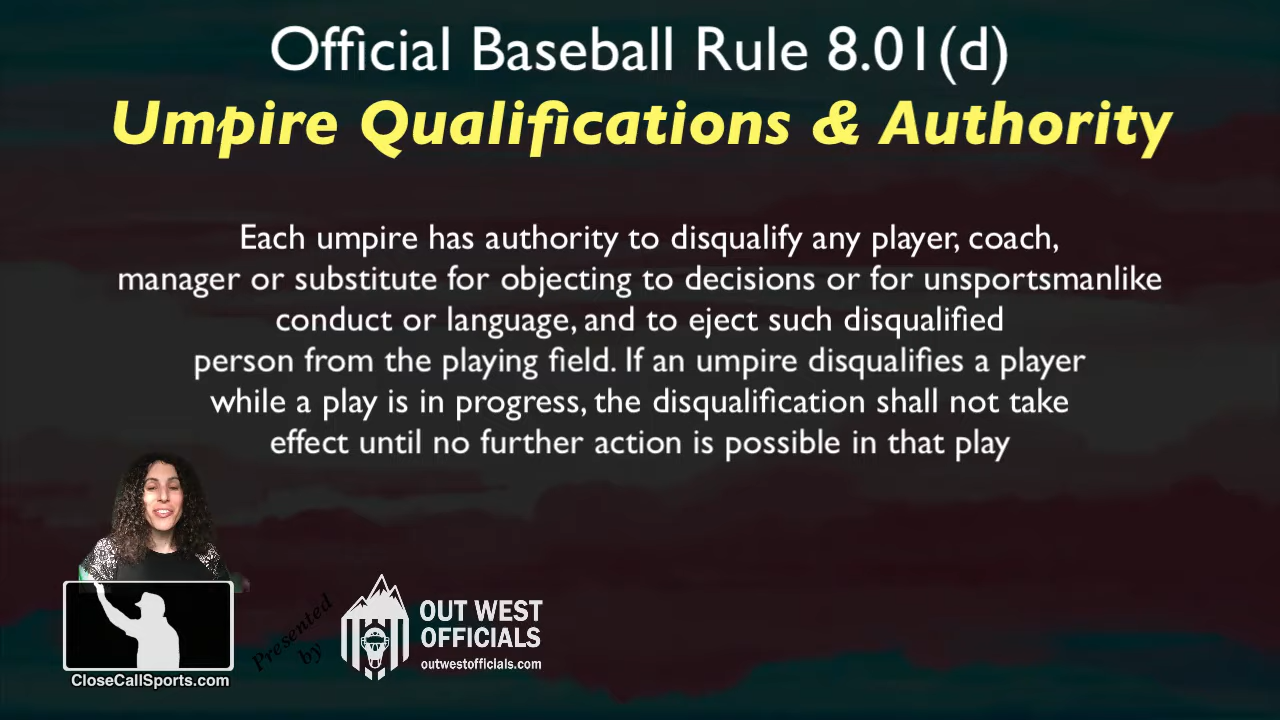 Official Baseball Rule 8.01(d)
Umpire Qualifications & Authority
Each umpire has authority to disqualify any player, coach,
manager or substitute for objecting to decisions or for unsportsmanlike
conduct or language, and to eject such disqualified
person from the playing field. If an umpire disqualifies a player
while a play is in progress, the disqualification shall not take
effect until no further action is possible in that play
CloseCallSports.com
Presented
by
OUT WEST
OFFICIALS
outwestofficials.com